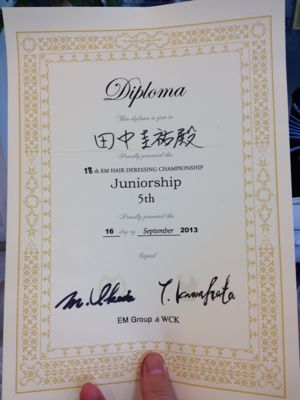 Diploma
This diploma is given to
田中圭祐殿
Proudly presented this
18th EM HAIR DERESSING CHAMPIONSHIP
Juniorship
5th
Proudly presented this
16 day of September 2013
Signed
EM Group & WCK